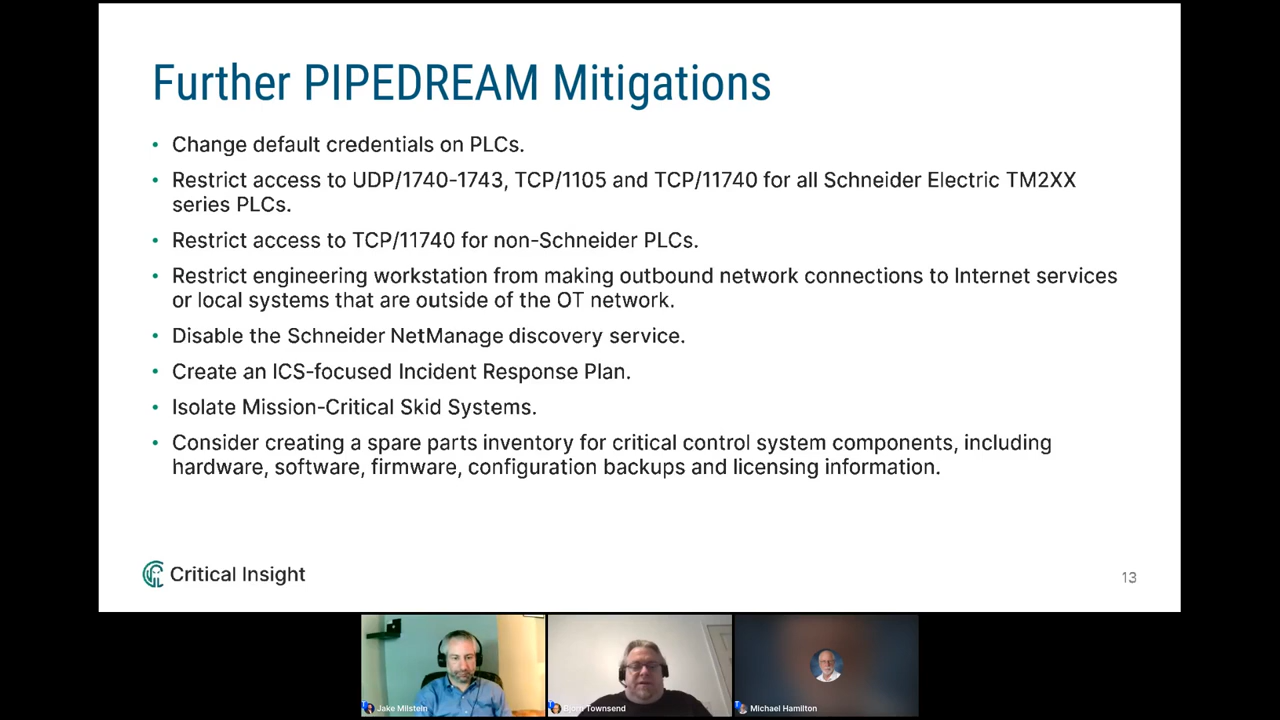 Further PIPEDREAM Mitigations
• Change default credentials on PLCs.
• Restrict access to UDP/1740-1743, TCP/1105 and TCP/11740 for all Schneider Electric TM2XX
series PLCs.
• Restrict access to TCP/11740 for non-Schneider PLCs.
• Restrict engineering workstation from making outbound network connections to Internet services
or local systems that are outside of the OT network.
• Disable the Schneider NetManage discovery service.
• Create an ICS-focused Incident Response Plan.
• Isolate Mission-Critical Skid Systems.
• Consider creating a spare parts inventory for critical control system components, including
hardware, software, firmware, configuration backups and licensing information.
Critical Insight
13
Jake Milstein
Bjorn Townsend
Michael Hamilton